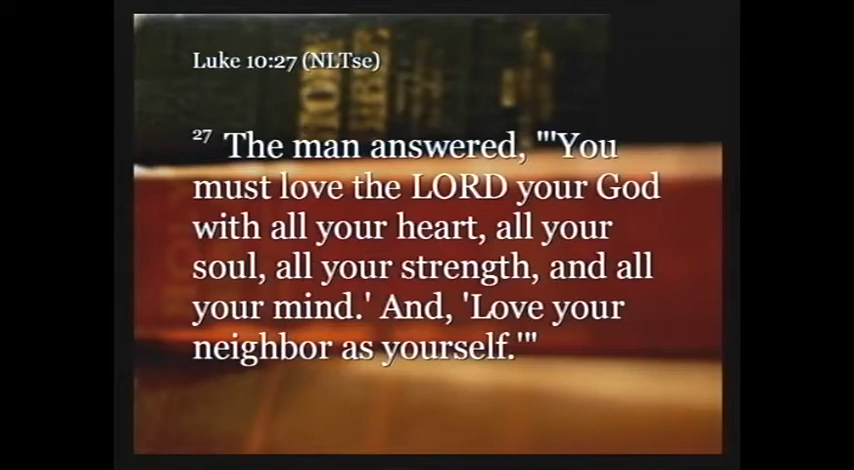 Luke 10:27 (NLTse)
27 The man answered, "'You
must love the LORD your God
with all your heart, all your
soul, all your strength, and all
your mind.' And, 'Love your
neighbor as yourself.'"